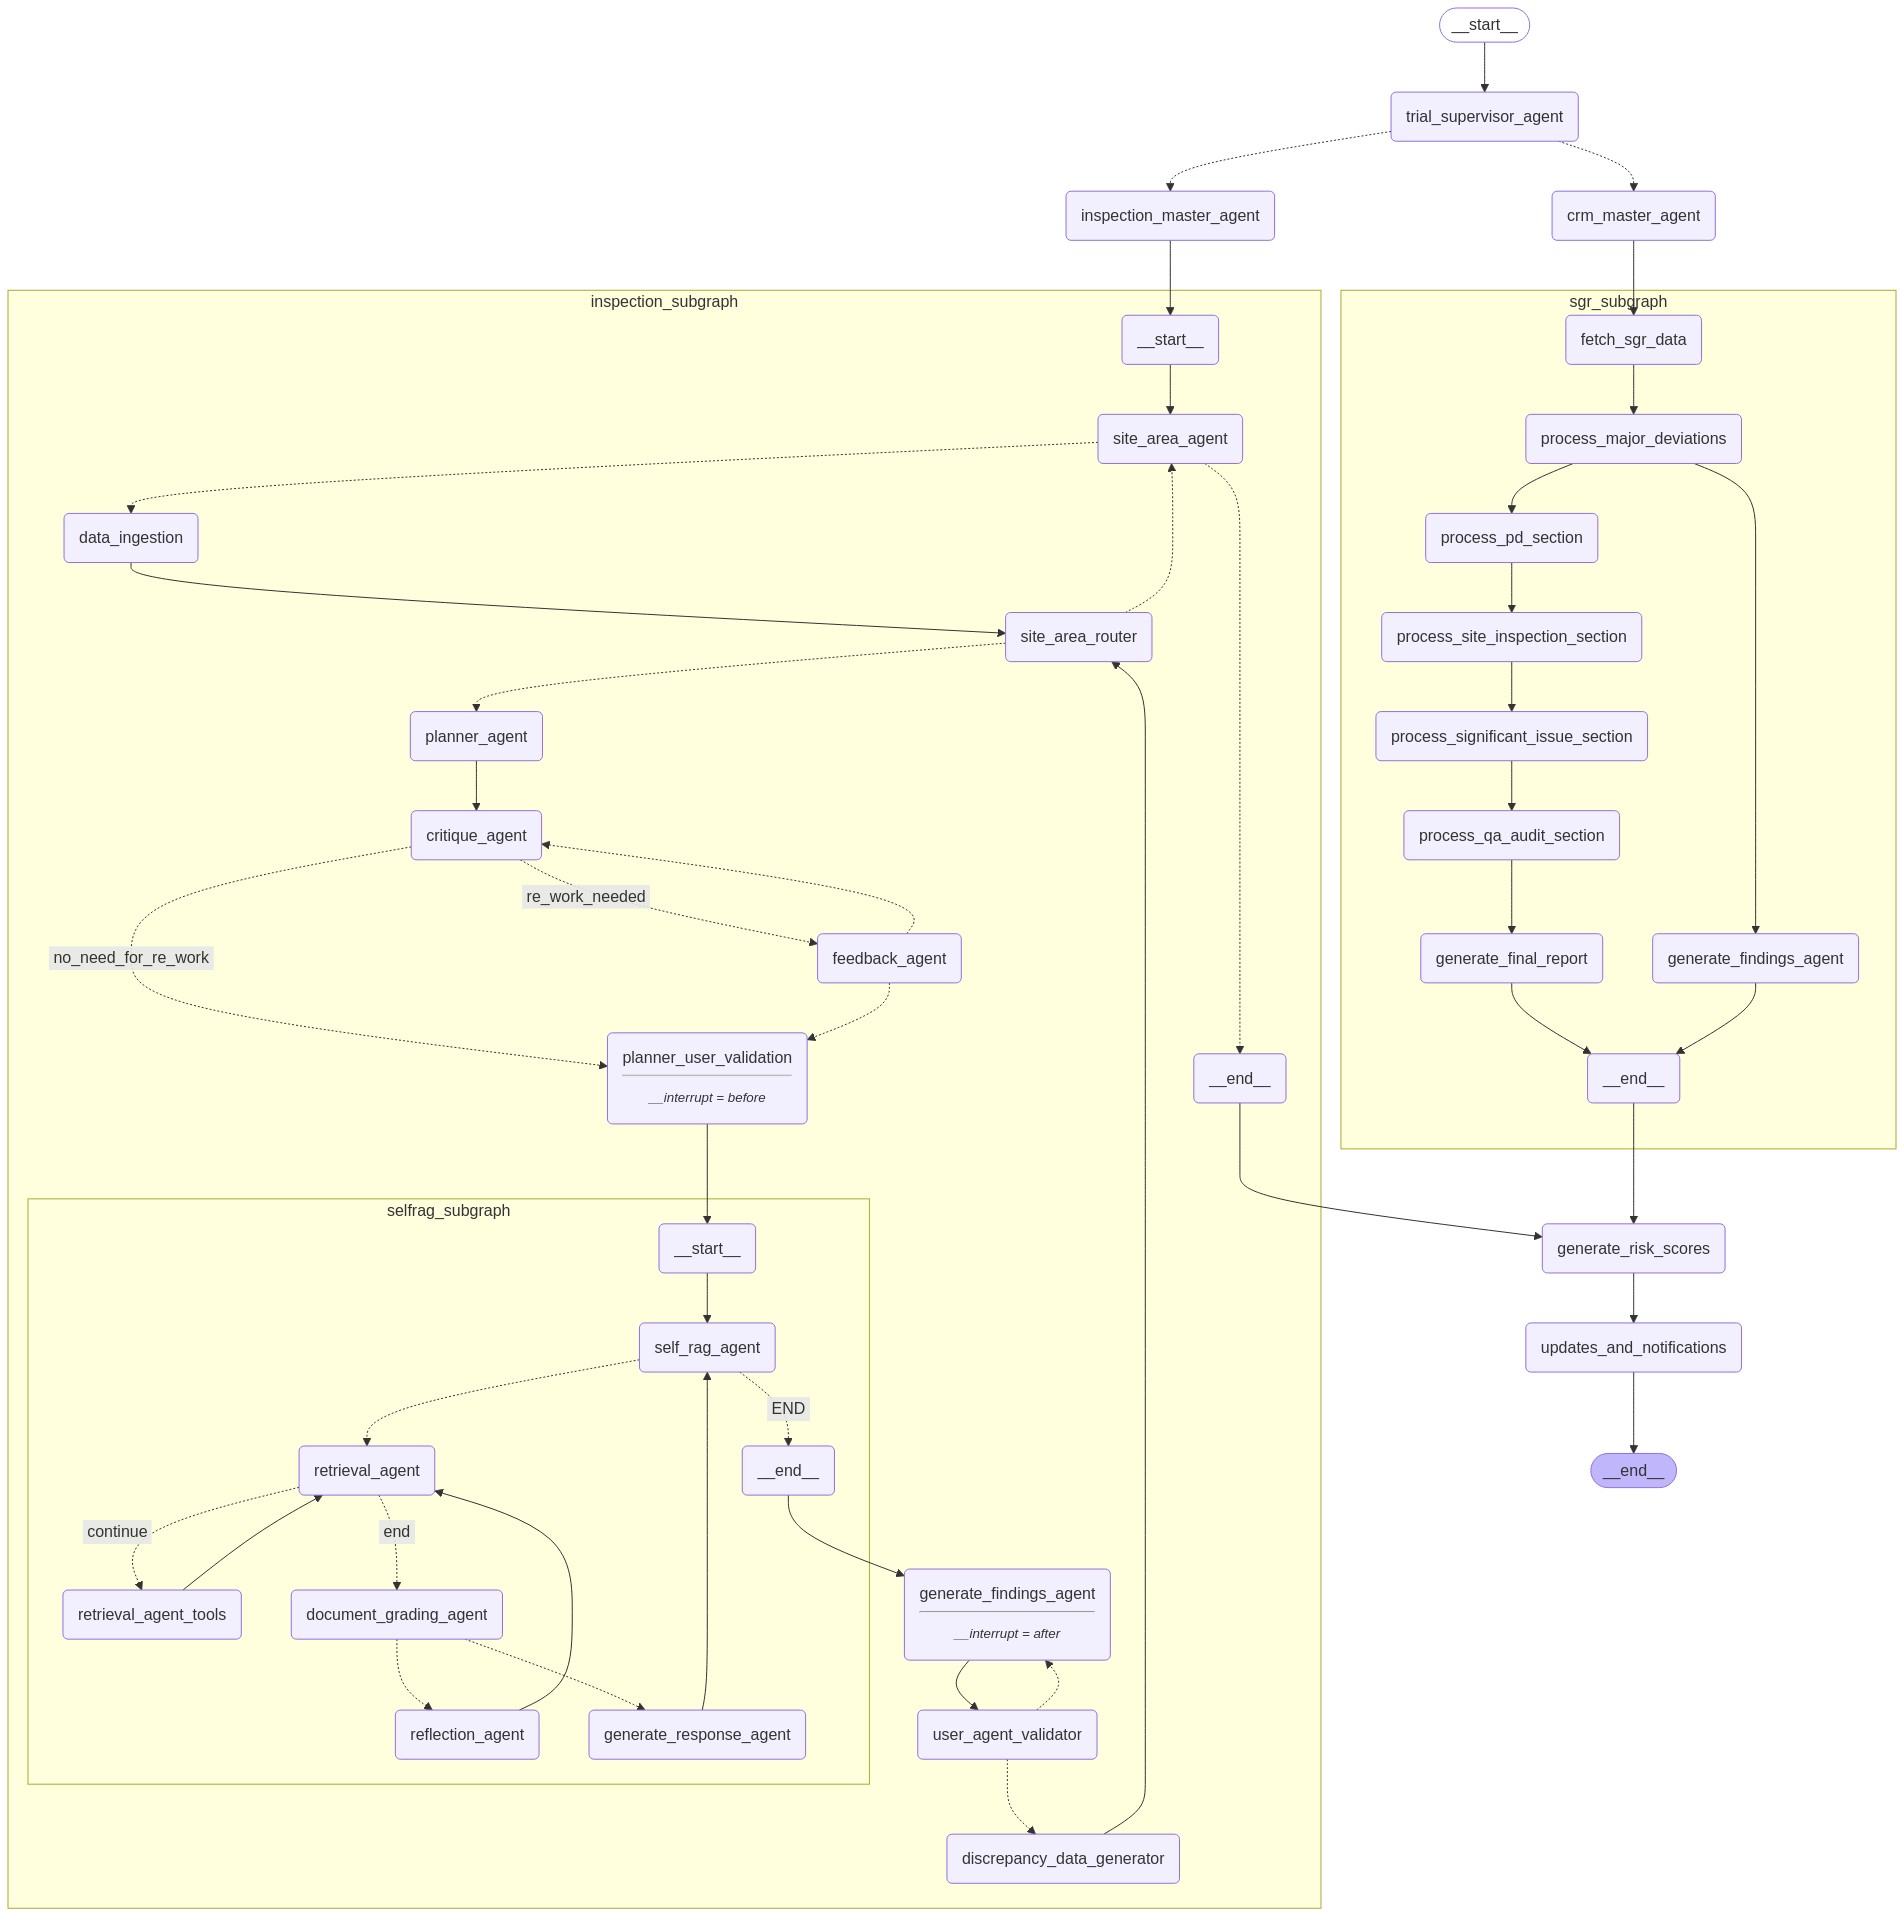 __start__
trial_supervisor_agent
inspection_master_agent
crm_master_agent
inspection_subgraph
sgr_subgraph
__start__
fetch_sgr_data
site_area_agent
process_major_deviations
data_ingestion
process_pd_section
site_area_router
process_site_inspection_section
planner_agent
process_significant_issue_section
critique_agent
process_qa_audit_section
re_work_needed
no_need_for_re_work
feedback_agent
generate_final_report
generate_findings_agent
planner_user_validation
__interrupt = before
__end__
__end__
selfrag_subgraph
__start__
generate_risk_scores
self_rag_agent
updates_and_notifications
END
retrieval_agent
__end__
__end__
continue
end
retrieval_agent_tools
document_grading_agent
generate_findings_agent
__interrupt = after
reflection_agent
generate_response_agent
user_agent_validator
discrepancy_data_generator